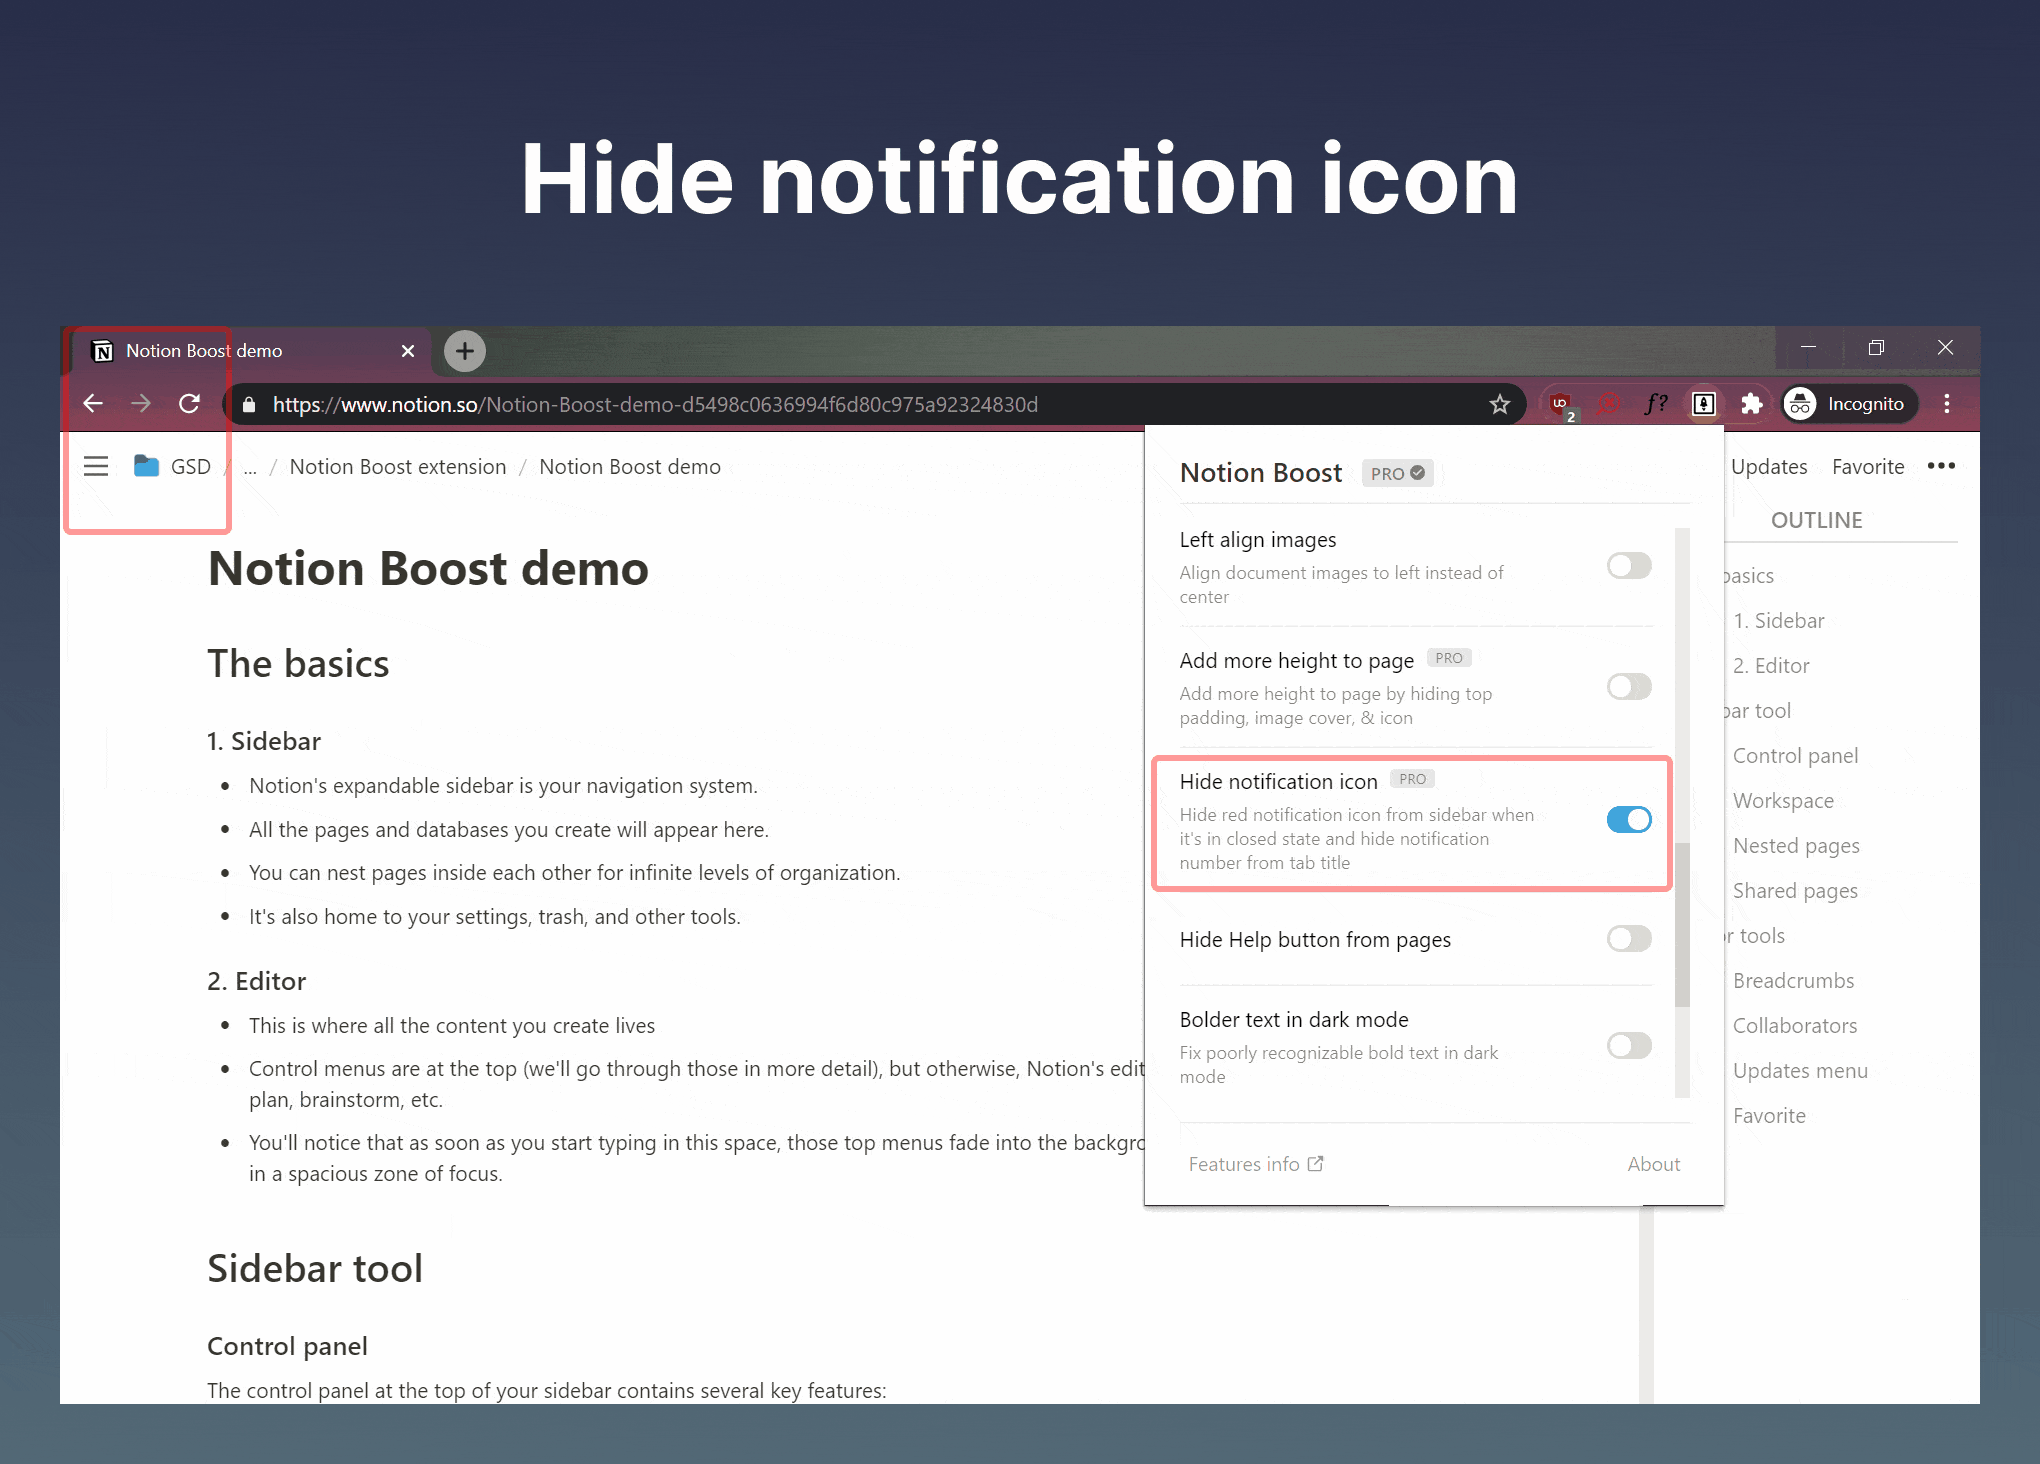 Hide notification icon
Notion Boost demo
https://www.notion.so/Notion-Boost-demo-d5498c0636994f6d80c975a92324830d
2
f?
Incognito
GSD / ... / Notion Boost extension / Notion Boost demo
Updates Favorite
Notion Boost demo
The basics
1. Sidebar
Notion's expandable sidebar is your navigation system.
All the pages and databases you create will appear here.
You can nest pages inside each other for infinite levels of organization.
It's also home to your settings, trash, and other tools.
2. Editor
This is where all the content you create lives
Control menus are at the top (we'll go through those in more detail), but otherwise, Notion's edit
plan, brainstorm, etc.
You'll notice that as soon as you start typing in this space, those top menus fade into the backgro
in a spacious zone of focus.
Sidebar tool
Control panel
The control panel at the top of your sidebar contains several key features:
Notion Boost PRO
Left align images
Align document images to left instead of
center
Add more height to page PRO
Add more height to page by hiding top
padding, image cover, & icon
Hide notification icon PRO
Hide red notification icon from sidebar when
it's in closed state and hide notification
number from tab title
Hide Help button from pages
Bolder text in dark mode
Fix poorly recognizable bold text in dark
mode
Features info
About
OUTLINE
basics
1. Sidebar
2. Editor
bar tool
Control panel
Workspace
Nested pages
Shared pages
r tools
Breadcrumbs
Collaborators
Updates menu
Favorite